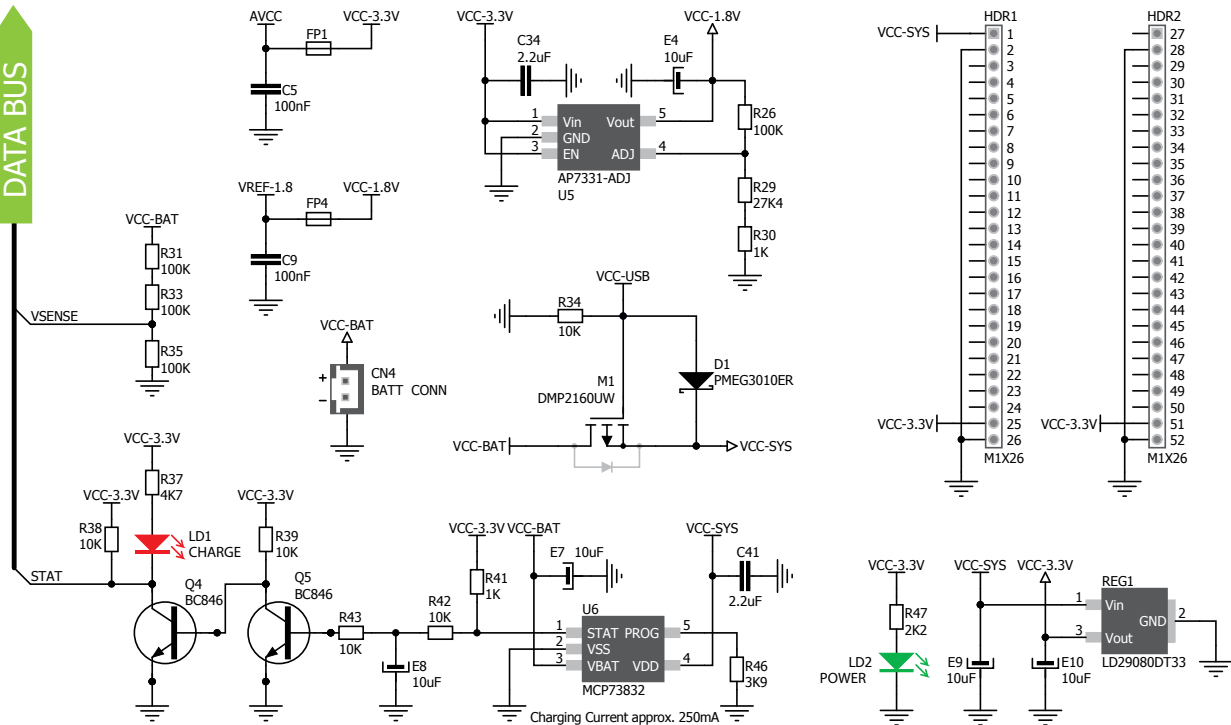 DATA BUS
AVCC
VCC-3.3V
FP1
C5
100nF
VREF-1.8
VCC-1.8V
FP4
C9
100nF
VCC-BAT
R31
100K
R33
100K
VSENSE
R35
100K
VCC-BAT
CN4
BATT CONN
+
−
VCC-3.3V
VCC-1.8V
C34
2.2uF
E4
10uF
1
Vin
Vout
5
2
GND
3
EN
ADJ
4
AP7331-ADJ
U5
R26
100K
R29
27K4
R30
1K
VCC-USB
R34
10K
D1
PMEG3010ER
M1
DMP2160UW
VCC-BAT
VCC-SYS
HDR1
VCC-SYS
1
2
3
4
5
6
7
8
9
10
11
12
13
14
15
16
17
18
19
20
21
22
23
24
VCC-3.3V
25
26
M1X26
HDR2
27
28
29
30
31
32
33
34
35
36
37
38
39
40
41
42
43
44
45
46
47
48
49
50
VCC-3.3V
51
52
M1X26
VCC-3.3V
R37
4K7
VCC-3.3V
R38
10K
LD1
CHARGE
STAT
Q4
BC846
VCC-3.3V
R39
10K
Q5
BC846
R43
10K
R42
10K
E8
10uF
VCC-3.3V
VCC-BAT
R41
1K
E7
10uF
VCC-SYS
C41
2.2uF
U6
1
STAT
PROG
5
2
VSS
3
VBAT
VDD
4
MCP73832
R46
3K9
Charging Current approx. 250mA
VCC-3.3V
R47
2K2
LD2
POWER
VCC-SYS
VCC-3.3V
E9
10uF
E10
10uF
REG1
1
Vin
GND
2
3
Vout
LD29080DT33